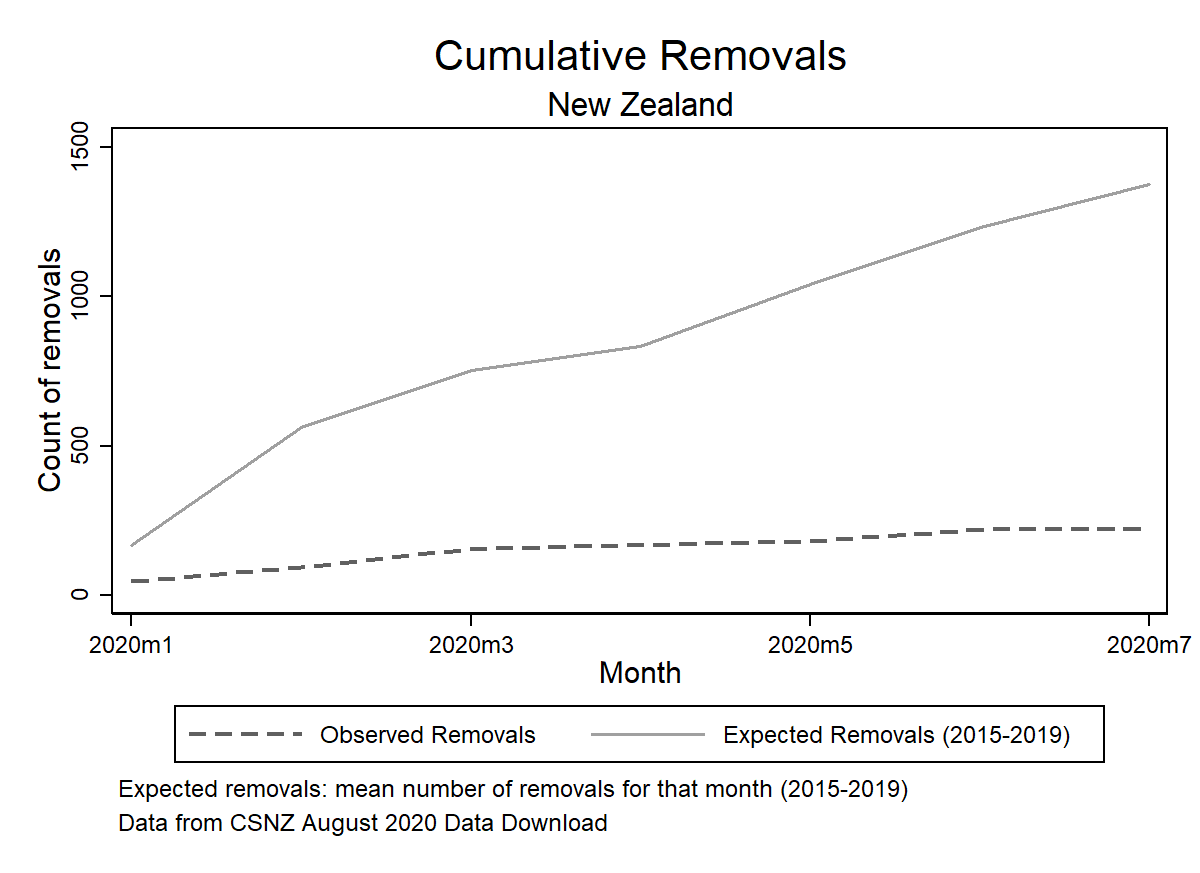 Cumulative Removals
New Zealand
Count of removals
1500
1000
500
0
2020m1
2020m3
2020m5
2020m7
Month
Observed Removals
Expected Removals (2015-2019)
Expected removals: mean number of removals for that month (2015-2019)
Data from CSNZ August 2020 Data Download